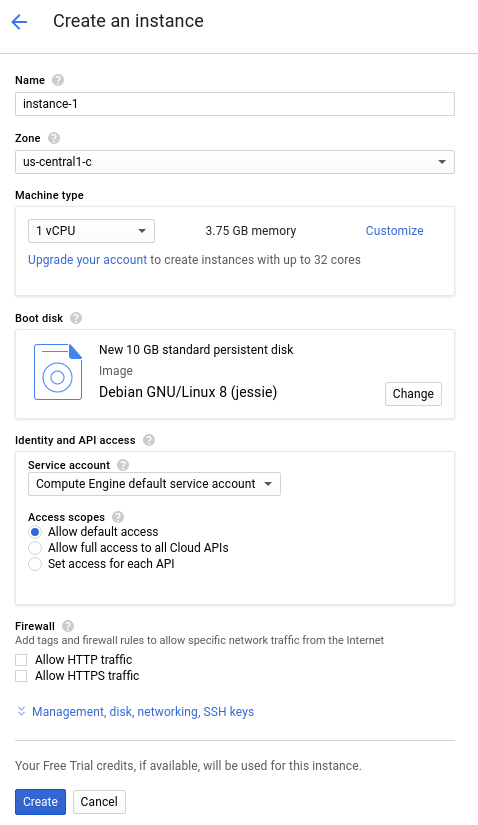 Create an instance
Name
instance-1
Zone
us-central1-c
Machine type
1 vCPU 3.75 GB memory Customize
Upgrade your account to create instances with up to 32 cores
Boot disk
New 10 GB standard persistent disk
Image
Debian GNU/Linux 8 (jessie)
Change
Identity and API access
Service account
Compute Engine default service account
Access scopes
Allow default access
Allow full access to all Cloud APIs
Set access for each API
Firewall
Add tags and firewall rules to allow specific network traffic from the Internet
Allow HTTP traffic
Allow HTTPS traffic
Management, disk, networking, SSH keys
Your Free Trial credits, if available, will be used for this instance.
Create Cancel